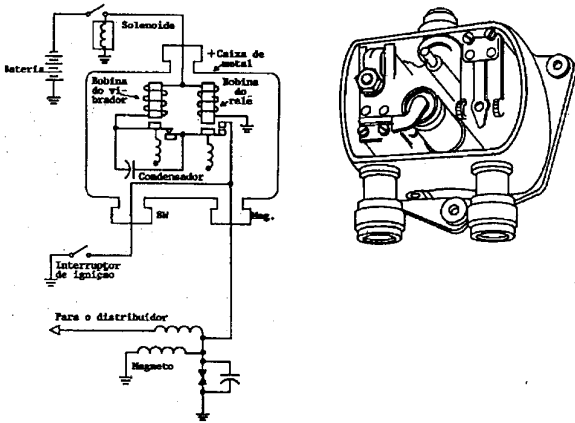 Solenoide
+ Caixa de
metal
Bateria
Bobina
do vi-
brador
Bobina
do
relé
Condensador
SW
Mag.
Interruptor
de ignição
Para o distribuidor
Magneto